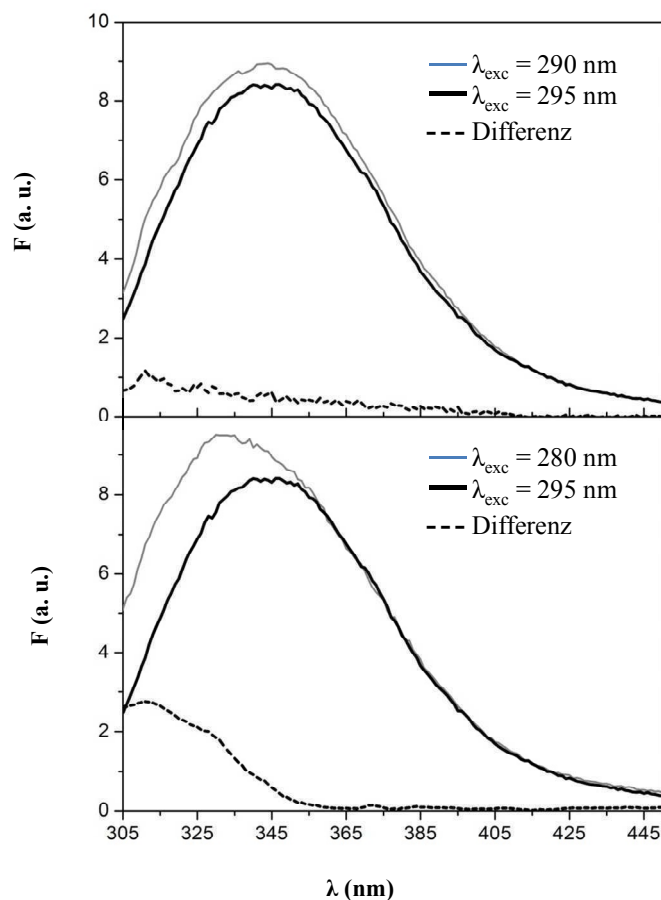 10
8
6
4
2
0
F (a. u.)
λexc = 290 nm
λexc = 295 nm
Differenz
8
6
4
2
0
F (a. u.)
λexc = 280 nm
λexc = 295 nm
Differenz
305 325 345 365 385 405 425 445
λ (nm)